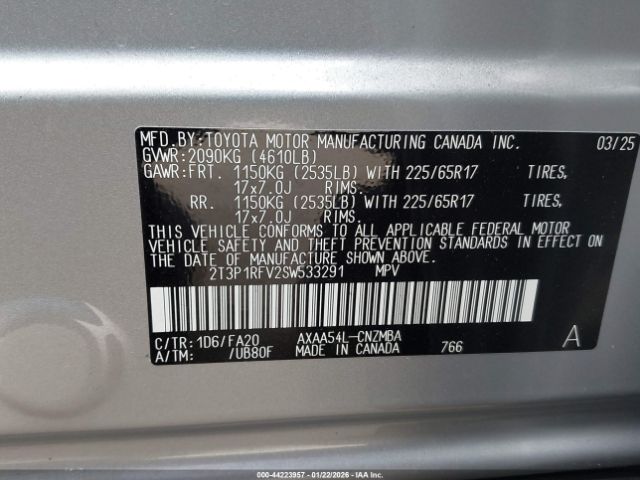 MFD.BY:TOYOTA MOTOR MANUFACTURING CANADA INC. 03/25
GVWR:2090KG (4610LB)
GAWR:FRT. 1150KG (2535LB) WITH 225/65R17 TIRES,
17x7.0J RIMS.
RR. 1150KG (2535LB) WITH 225/65R17 TIRES,
17x7.0J RIMS.
THIS VEHICLE CONFORMS TO ALL APPLICABLE FEDERAL MOTOR
VEHICLE SAFETY AND THEFT PREVENTION STANDARDS IN EFFECT ON
THE DATE OF MANUFACTURE SHOWN ABOVE.
2T3P1RFV2SW533291 MPV
C/TR: 1D6/FA20 AXAA54L-CNZMBA
A/TM: /UB80F MADE IN CANADA 766 A
000-44223957 - 01/22/2026 - IAA Inc.